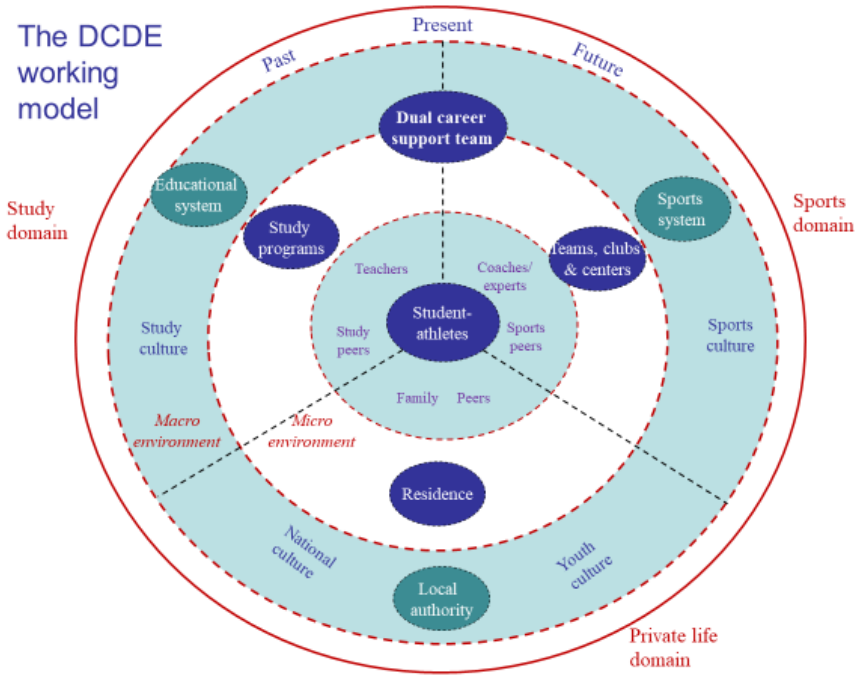 The DCDE
working
model
Past
Present
Future
Dual career
support team
Educational
system
Sports
system
Study
domain
Sports
domain
Study
programs
Teams, clubs
& centers
Teachers
Coaches/
experts
Student-
athletes
Study
peers
Sports
peers
Study
culture
Sports
culture
Family
Peers
Macro
environment
Micro
environment
Residence
National
culture
Youth
culture
Local
authority
Private life
domain